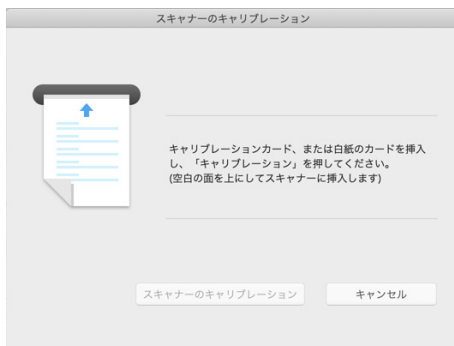 スキャナーのキャリブレーション
キャリブレーションカード、または白紙のカードを挿入
し、「キャリブレーション」を押してください。
(空白の面を上にしてスキャナーに挿入します)
スキャナーのキャリブレーション
キャンセル